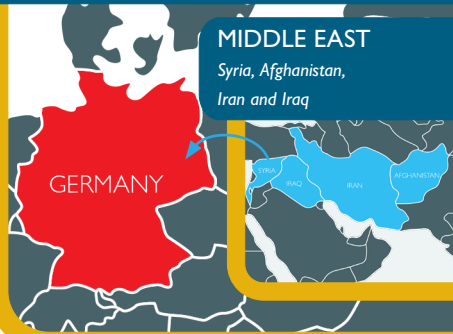 MIDDLE EAST
Syria, Afghanistan,
Iran and Iraq
GERMANY
SYRIA
IRAQ
IRAN
AFGHANISTAN